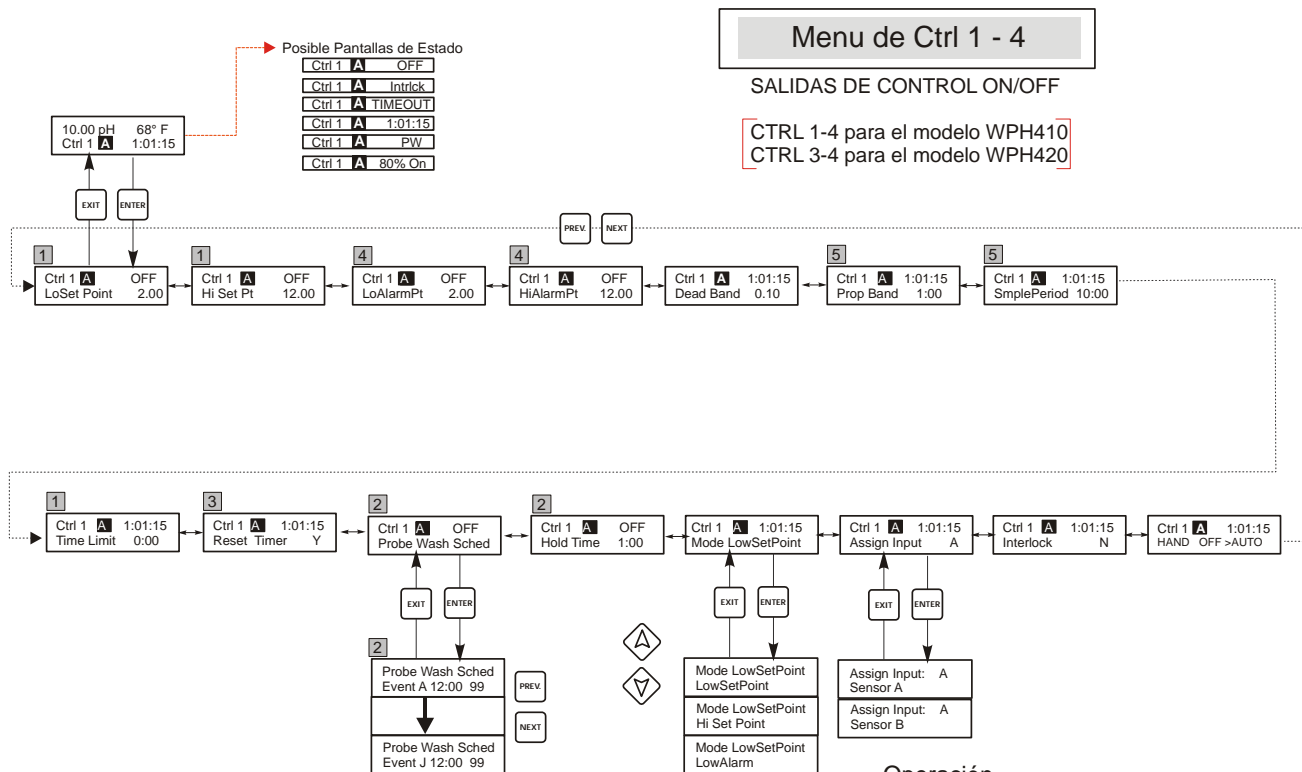 Menu de Ctrl 1 - 4
SALIDAS DE CONTROL ON/OFF
CTRL 1-4 para el modelo WPH410
CTRL 3-4 para el modelo WPH420
Posible Pantallas de Estado
Ctrl 1 A OFF
Ctrl 1 A Intrlck
Ctrl 1 A TIMEOUT
Ctrl 1 A 1:01:15
Ctrl 1 A PW
Ctrl 1 A 80% On
10.00 pH 68° F
Ctrl 1 A 1:01:15
EXIT
ENTER
PREV.
NEXT
1
Ctrl 1 A OFF
LoSet Point 2.00
1
Ctrl 1 A OFF
Hi Set Pt 12.00
4
Ctrl 1 A OFF
LoAlarmPt 2.00
4
Ctrl 1 A OFF
HiAlarmPt 12.00
Ctrl 1 A 1:01:15
Dead Band 0.10
5
Ctrl 1 A 1:01:15
Prop Band 1:00
5
Ctrl 1 A 1:01:15
SmplePeriod 10:00
1
Ctrl 1 A 1:01:15
Time Limit 0:00
3
Ctrl 1 A 1:01:15
Reset Timer Y
2
Ctrl 1 A OFF
Probe Wash Sched
2
Ctrl 1 A OFF
Hold Time 1:00
Ctrl 1 A 1:01:15
Mode LowSetPoint
Ctrl 1 A 1:01:15
Assign Input A
Ctrl 1 A 1:01:15
Interlock N
Ctrl 1 A 1:01:15
HAND OFF >AUTO
EXIT
ENTER
EXIT
ENTER
EXIT
ENTER
2
Probe Wash Sched
Event A 12:00 99
PREV.
NEXT
Probe Wash Sched
Event J 12:00 99
Mode LowSetPoint
LowSetPoint
Mode LowSetPoint
Hi Set Point
Mode LowSetPoint
LowAlarm
Assign Input: A
Sensor A
Assign Input: A
Sensor B
Operación